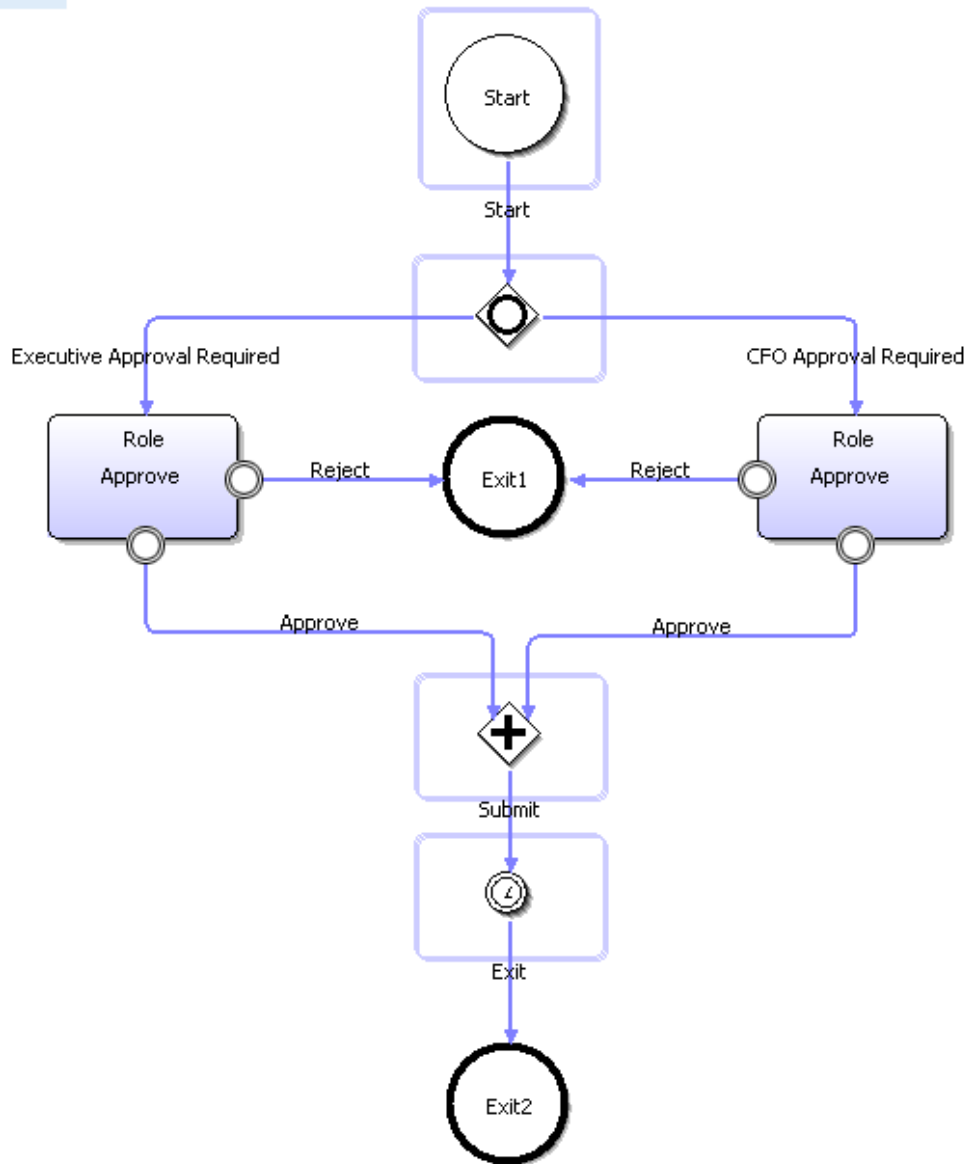 Start
Start
Executive Approval Required
CFO Approval Required
Role
Approve
Reject
Exit1
Reject
Role
Approve
Approve
Approve
Submit
Exit
Exit2